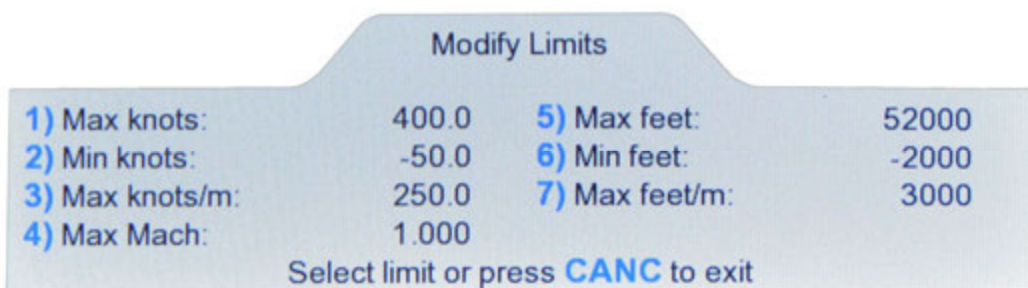 Modify Limits
1) Max knots: 400.0 5) Max feet: 52000
2) Min knots: -50.0 6) Min feet: -2000
3) Max knots/m: 250.0 7) Max feet/m: 3000
4) Max Mach: 1.000
Select limit or press CANC to exit